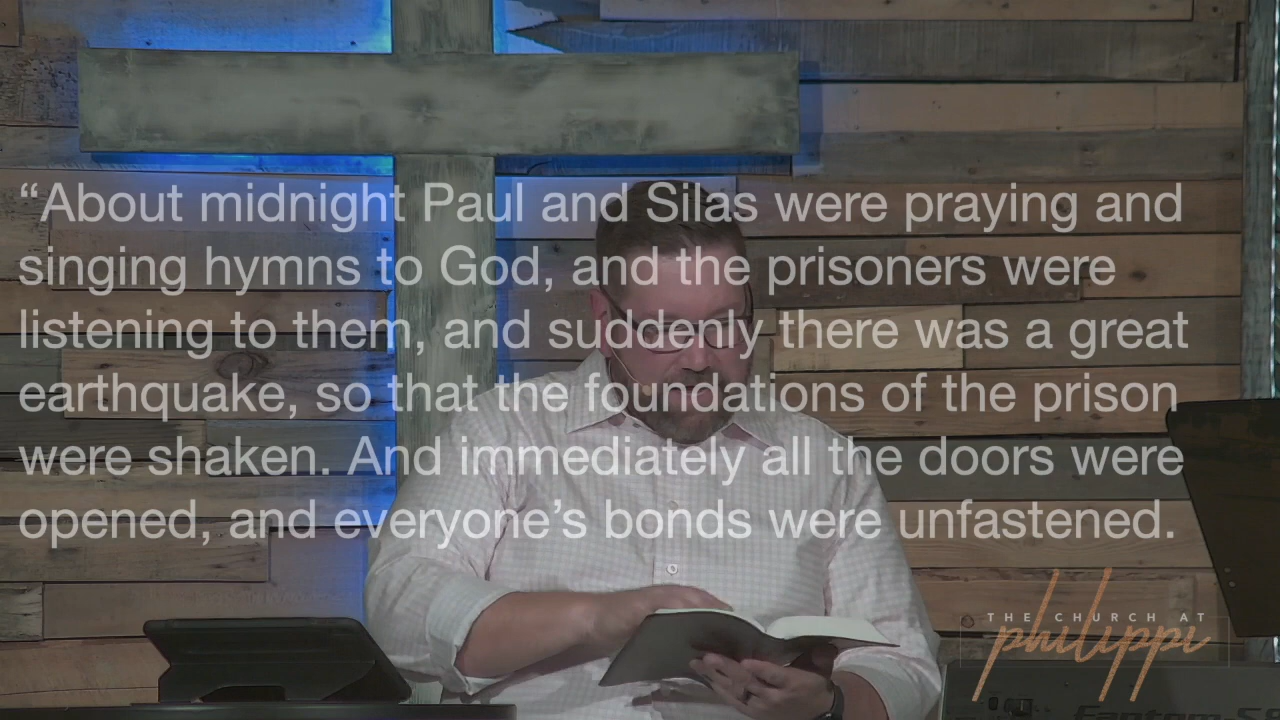 “About midnight Paul and Silas were praying and
singing hymns to God, and the prisoners were
listening to them, and suddenly there was a great
earthquake, so that the foundations of the prison
were shaken. And immediately all the doors were
opened, and everyone’s bonds were unfastened.
THE CHURCH AT
philippi